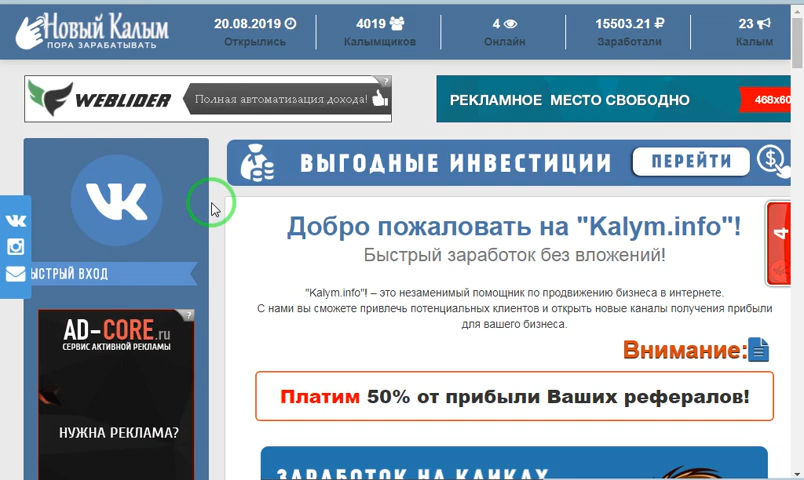 Новый Калым
ПОРА ЗАРАБАТЫВАТЬ
20.08.2019
Открылись
4019
Калымщиков
4
Онлайн
15503.21 ₽
Заработали
23
Калым
WEBLIDER
Полная автоматизация дохода!
?
РЕКЛАМНОЕ МЕСТО СВОБОДНО
468x60
ВЫГОДНЫЕ ИНВЕСТИЦИИ
ПЕРЕЙТИ
ЫСТРЫЙ ВХОД
AD-CORE.ru
СЕРВИС АКТИВНОЙ РЕКЛАМЫ
?
НУЖНА РЕКЛАМА?
Добро пожаловать на "Kalym.info"!
4
Быстрый заработок без вложений!
"Kalym.info"! – это незаменимый помощник по продвижению бизнеса в интернете.
С нами вы сможете привлечь потенциальных клиентов и открыть новые каналы получения прибыли
для вашего бизнеса.
Внимание:
Платим 50% от прибыли Ваших рефералов!
ЗАРАБОТОК НА КЛИКАХ